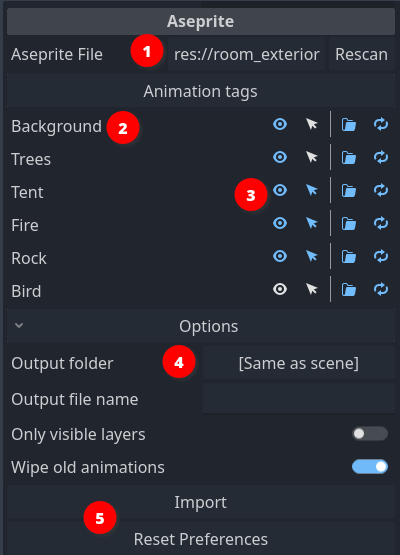 Aseprite
Aseprite File 1 res://room_exterior Rescan
Animation tags
Background 2
Trees
Tent 3
Fire
Rock
Bird
Options
Output folder 4 [Same as scene]
Output file name
Only visible layers
Wipe old animations
Import
5
Reset Preferences